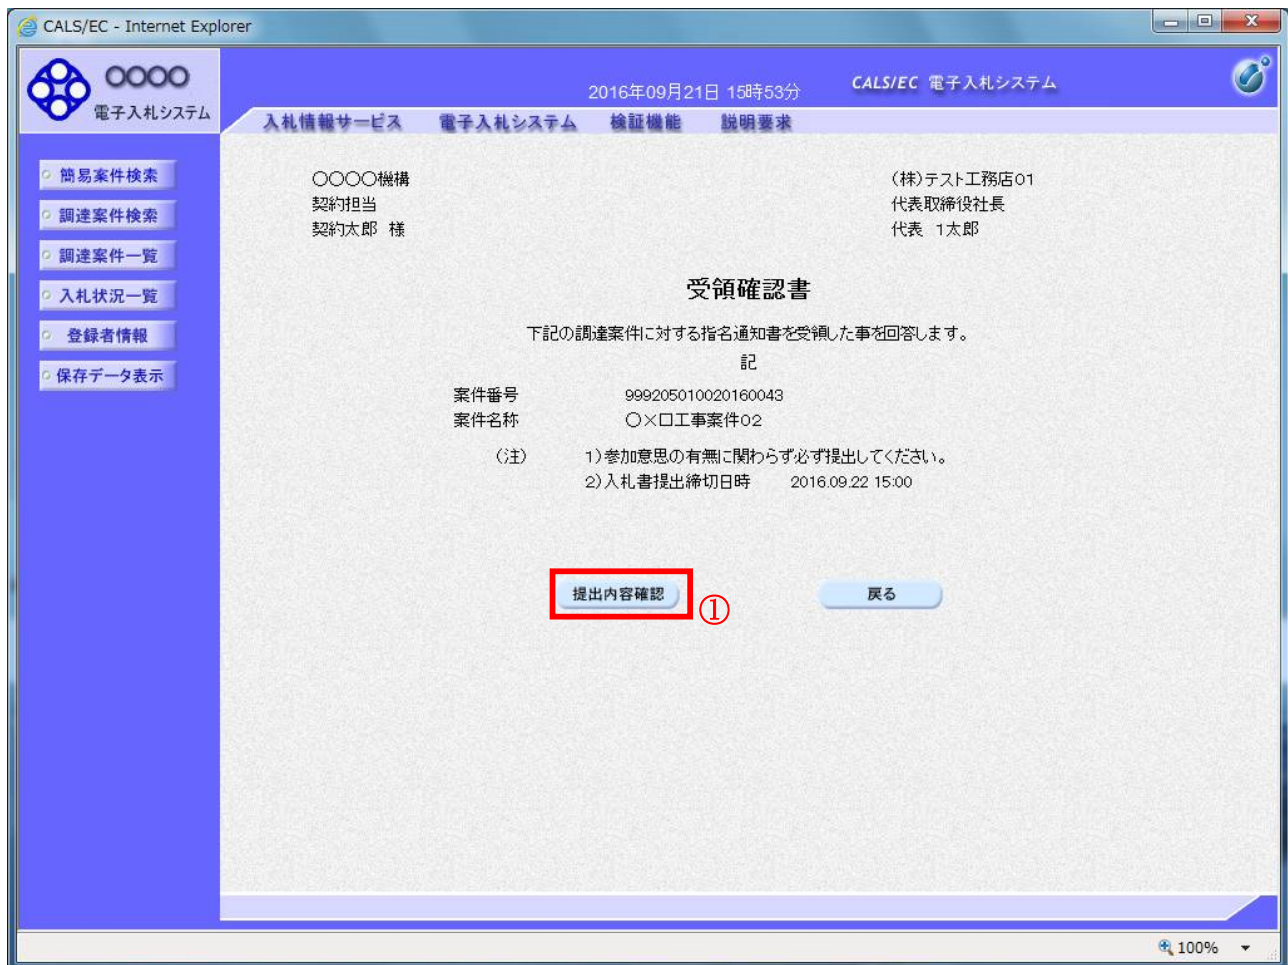 CALS/EC - Internet Explorer
〇〇〇〇
電子入札システム
2016年09月21日 15時53分
CALS/EC 電子入札システム
入札情報サービス 電子入札システム 検証機能 説明要求
簡易案件検索
調達案件検索
調達案件一覧
入札状況一覧
登録者情報
保存データ表示
〇〇〇〇機構
契約担当
契約太郎 様
(株)テスト工務店01
代表取締役社長
代表 1太郎
受領確認書
下記の調達案件に対する指名通知書を受領した事を回答します。
記
案件番号 999205010020160043
案件名称 〇×口工事案件02
(注) 1)参加意思の有無に関わらず必ず提出してください。
2)入札書提出締切日時 2016.09.22 15:00
提出内容確認
①
戻る
100%